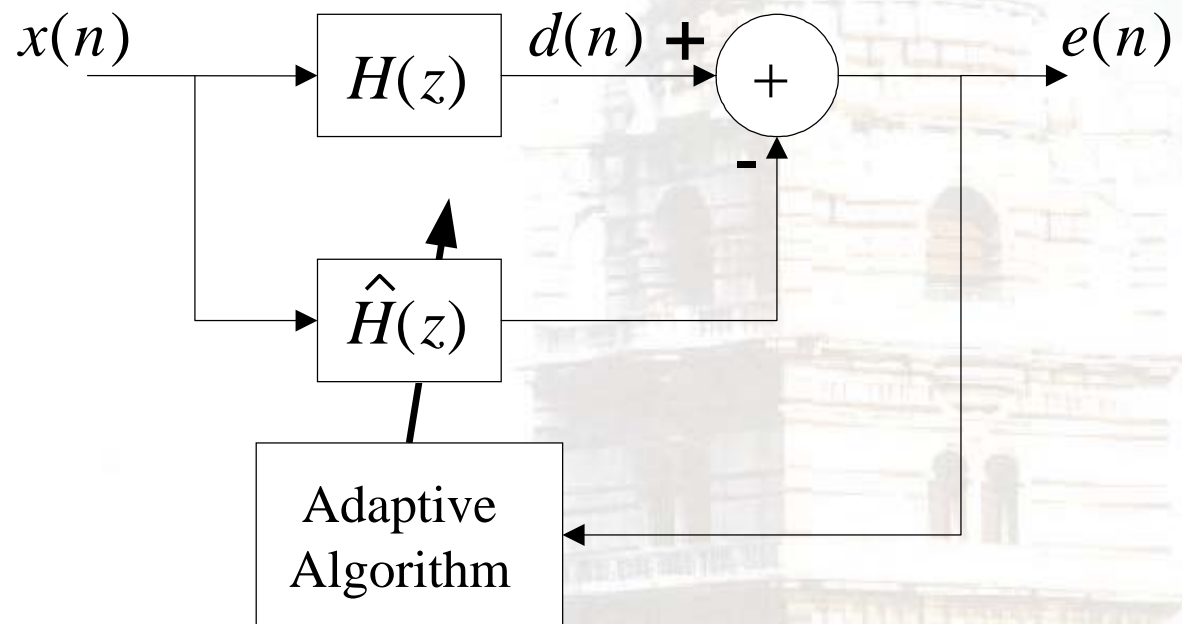 x(n)
H(z)
d(n)
+
+
e(n)
-
Ĥ(z)
Adaptive
Algorithm